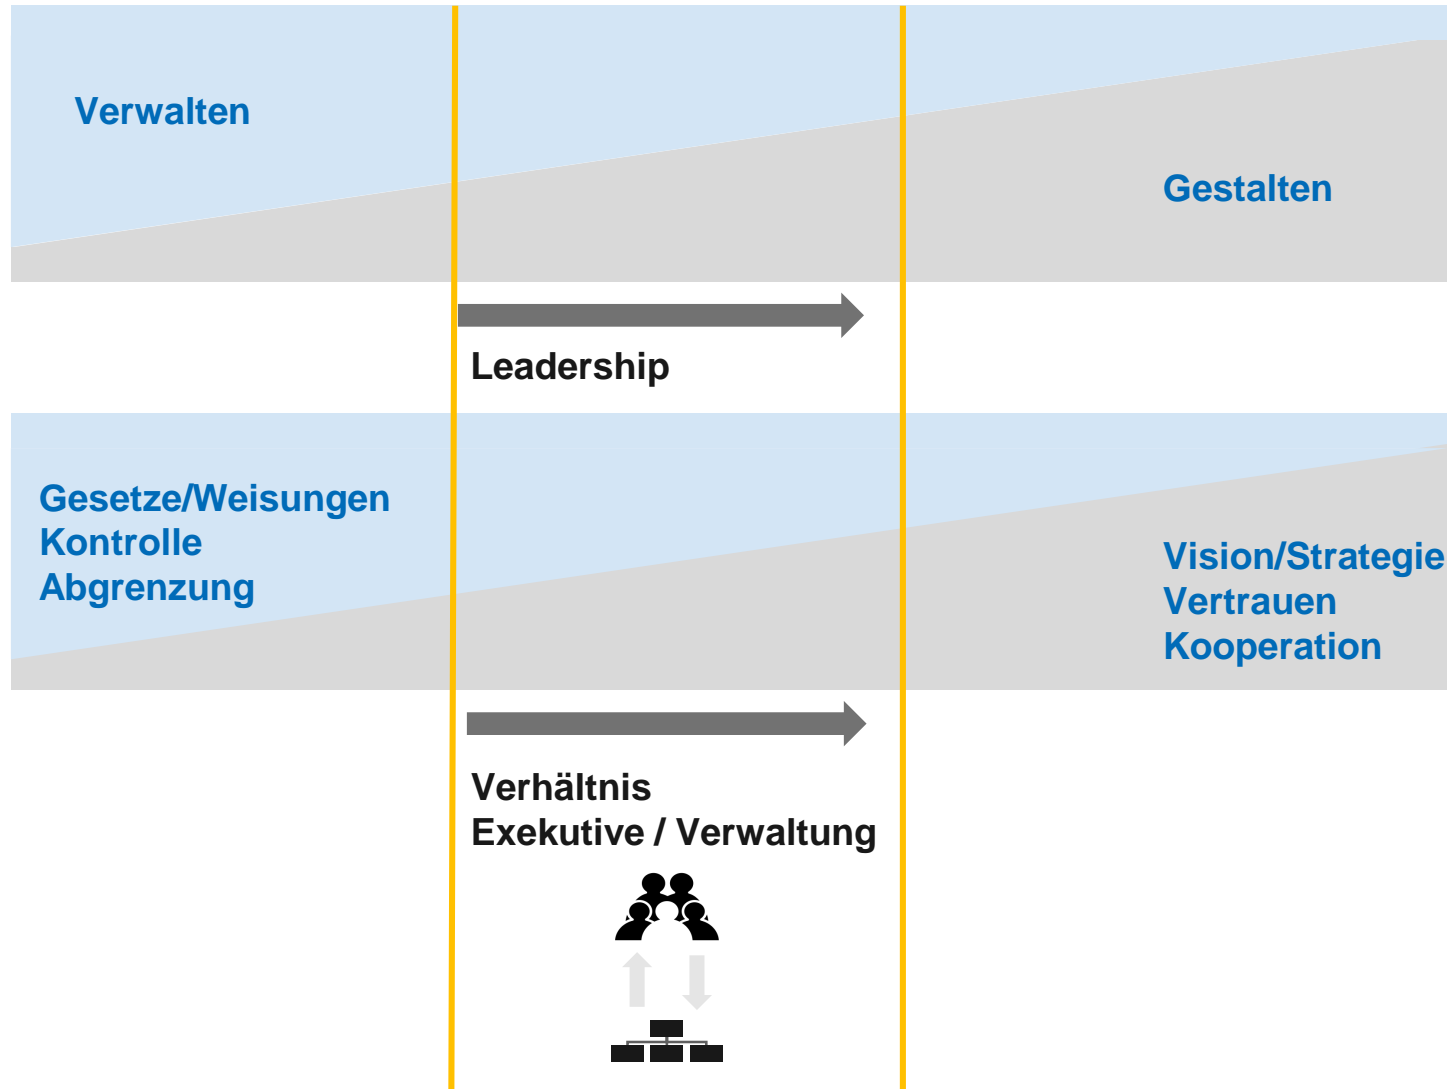 Verwalten
Gestalten
Leadership
Gesetze/Weisungen
Kontrolle
Abgrenzung
Vision/Strategie
Vertrauen
Kooperation
Verhältnis
Exekutive / Verwaltung